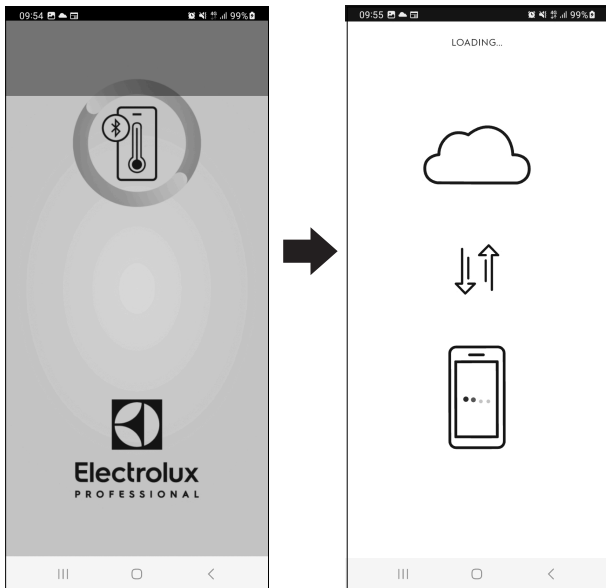 09:54
99%
Electrolux
PROFESSIONAL
09:55
99%
LOADING...